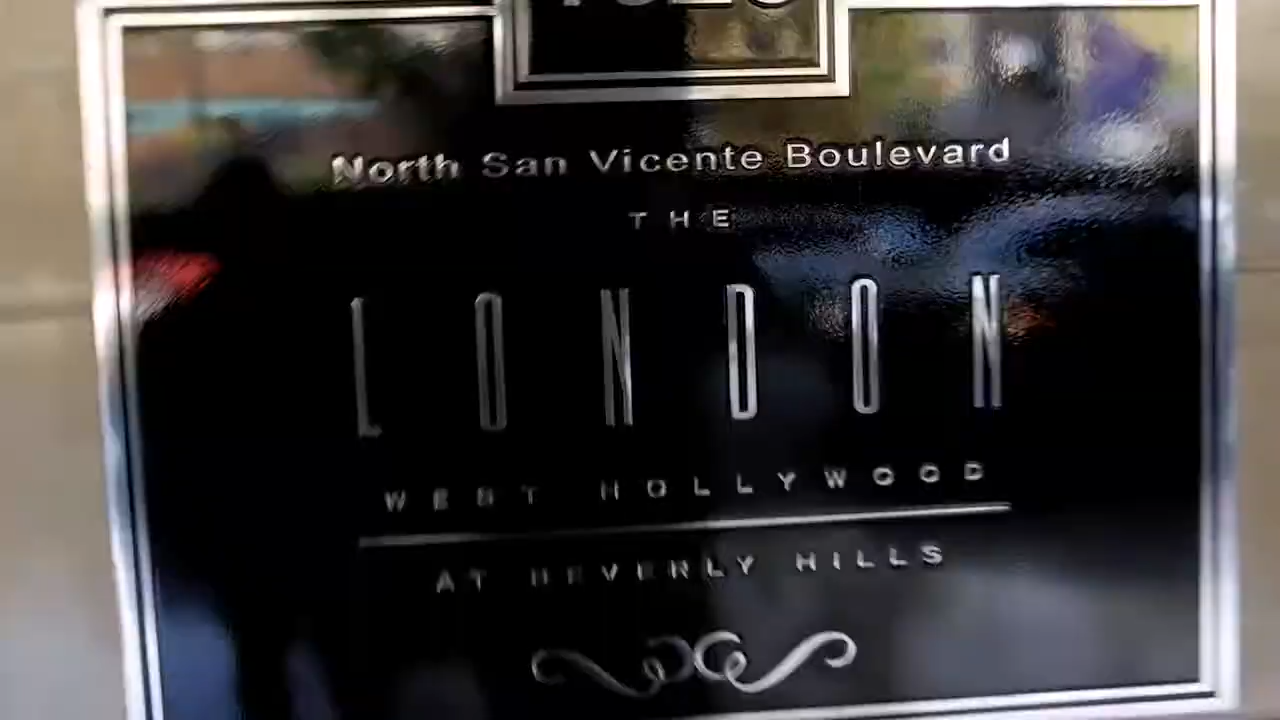 North San Vicente Boulevard
THE
LONDON
WEST HOLLYWOOD
AT BEVERLY HILLS